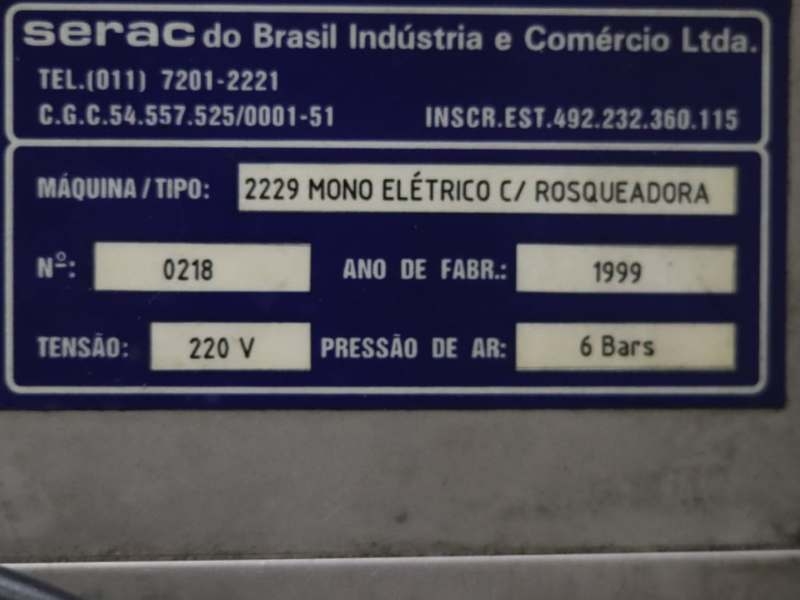 serac do Brasil Indústria e Comércio Ltda.
TEL.(011) 7201-2221
C.G.C.54.557.525/0001-51 INSCR.EST.492.232.360.115
MÁQUINA/TIPO: 2229 MONO ELÉTRICO C/ ROSQUEADORA
Nº: 0218 ANO DE FABR.: 1999
TENSÃO: 220 V PRESSÃO DE AR: 6 Bars